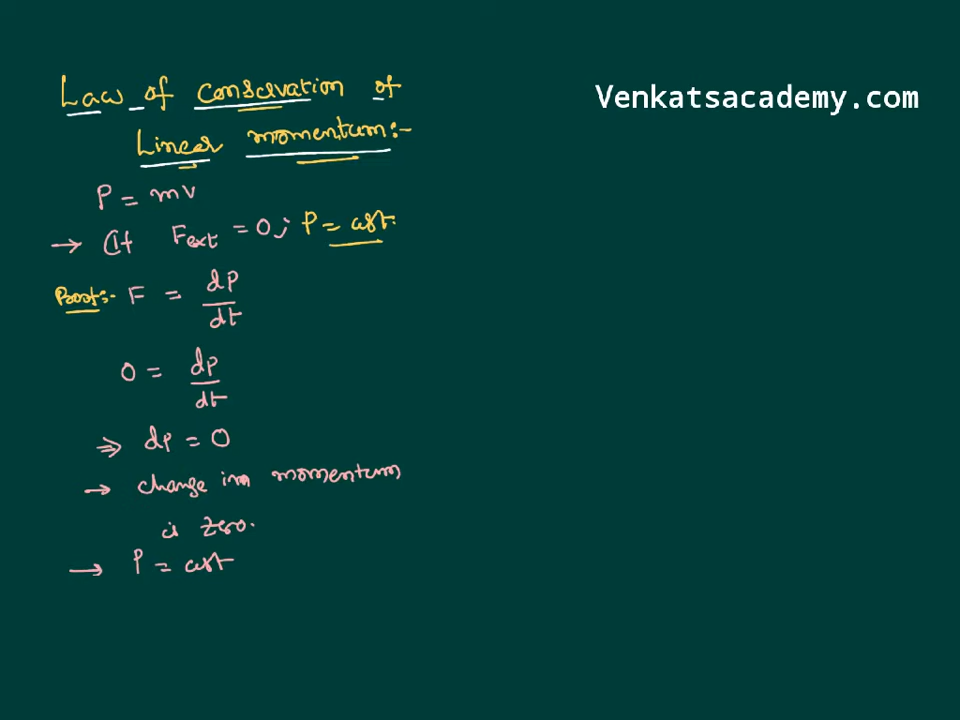 Law of conservation of
Linear momentum:-
Venkatsacademy.com
P = mv
→ (If Fext = 0; P = cst.
Proof:- F = dP/dt
0 = dp/dt
⇒ dp = 0
→ change in momentum
is zero.
→ P = cst